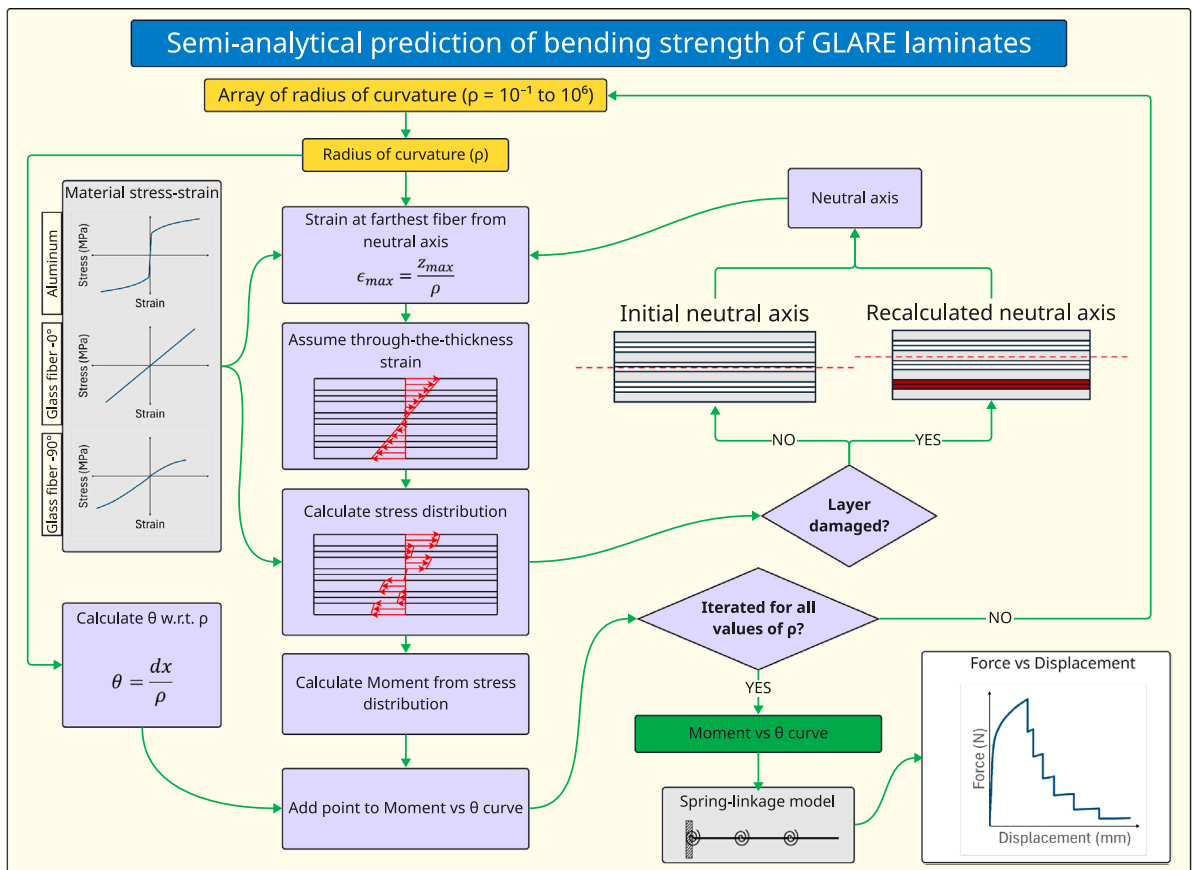 Semi-analytical prediction of bending strength of GLARE laminates
Array of radius of curvature (ρ = 10⁻¹ to 10⁶)
Radius of curvature (ρ)
Material stress-strain
Aluminum
Stress (MPa)
Strain
Glass fiber -0°
Stress (MPa)
Strain
Glass fiber -90°
Stress (MPa)
Strain
Strain at farthest fiber from
neutral axis
ϵmax = zmax / ρ
Assume through-the-thickness
strain
Calculate stress distribution
Calculate Moment from stress
distribution
Add point to Moment vs θ curve
Calculate θ w.r.t. ρ
θ = dx / ρ
Neutral axis
Initial neutral axis
Recalculated neutral axis
NO
YES
Layer
damaged?
Iterated for all
values of ρ?
NO
YES
Moment vs θ curve
Spring-linkage model
Force vs Displacement
Force (N)
Displacement (mm)